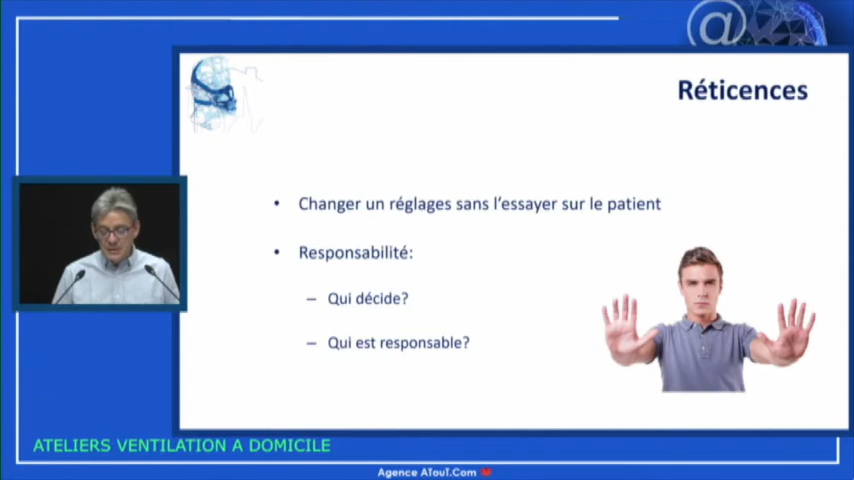 Réticences
• Changer un réglages sans l'essayer sur le patient
• Responsabilité:
– Qui décide?
– Qui est responsable?
ATELIERS VENTILATION A DOMICILE
Agence ATouT.Com